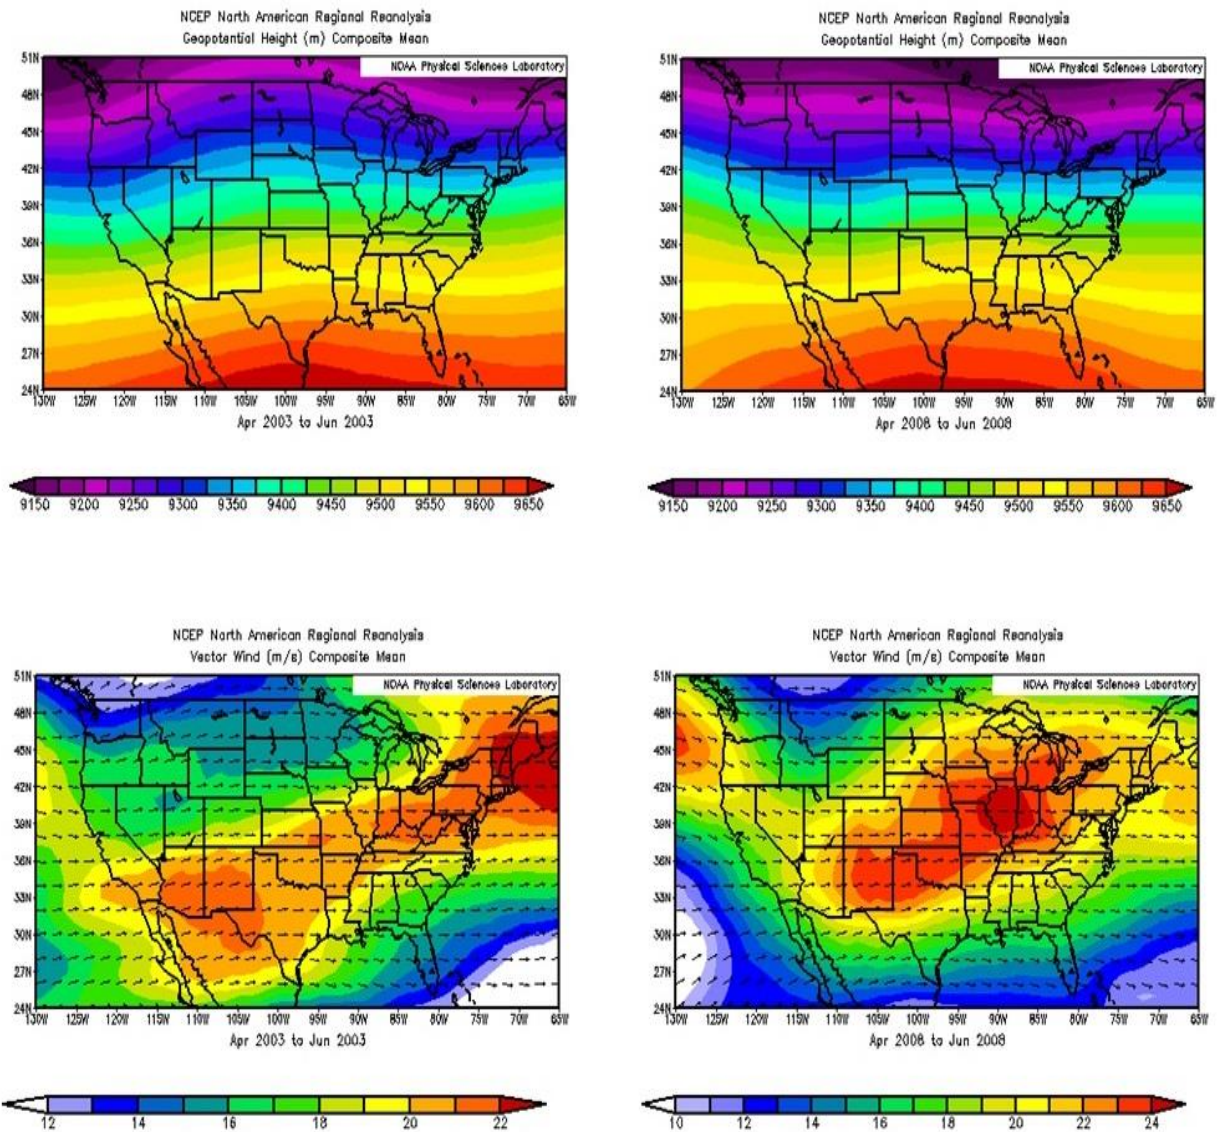 NCEP North American Regional Reanalysis
Geopotential Height (m) Composite Mean
NOAA Physical Sciences Laboratory
51N
48N
45N
42N
39N
36N
33N
30N
27N
24N
130W 125W 120W 115W 110W 105W 100W 95W 90W 85W 80W 75W 70W 65W
Apr 2003 to Jun 2003
9150 9200 9250 9300 9350 9400 9450 9500 9550 9600 9650
NCEP North American Regional Reanalysis
Geopotential Height (m) Composite Mean
NOAA Physical Sciences Laboratory
51N
48N
45N
42N
39N
36N
33N
30N
27N
24N
130W 125W 120W 115W 110W 105W 100W 95W 90W 85W 80W 75W 70W 65W
Apr 2008 to Jun 2008
9150 9200 9250 9300 9350 9400 9450 9500 9550 9600 9650
NCEP North American Regional Reanalysis
Vector Wind (m/s) Composite Mean
NOAA Physical Sciences Laboratory
51N
48N
45N
42N
39N
36N
33N
30N
27N
24N
130W 125W 120W 115W 110W 105W 100W 95W 90W 85W 80W 75W 70W 65W
Apr 2003 to Jun 2003
12 14 16 18 20 22
NCEP North American Regional Reanalysis
Vector Wind (m/s) Composite Mean
NOAA Physical Sciences Laboratory
51N
48N
45N
42N
39N
36N
33N
30N
27N
24N
130W 125W 120W 115W 110W 105W 100W 95W 90W 85W 80W 75W 70W 65W
Apr 2008 to Jun 2008
10 12 14 16 18 20 22 24